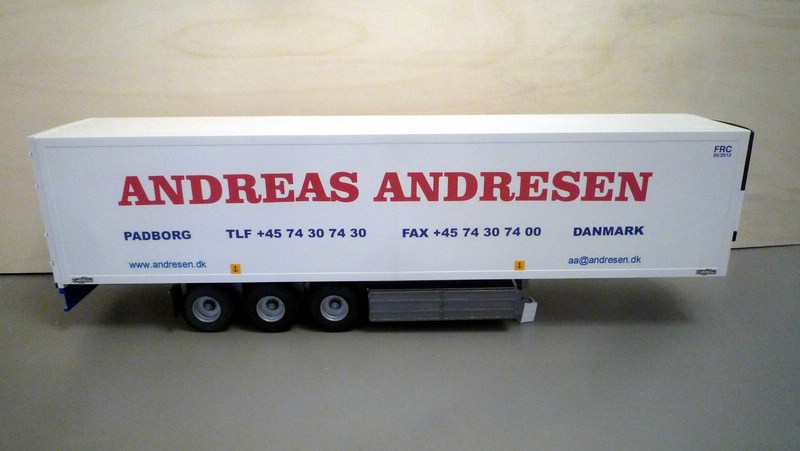 FRC
ANDREAS ANDRESEN
PADBORG TLF +45 74 30 74 30 FAX +45 74 30 74 00 DANMARK
www.andresen.dk aa@andresen.dk